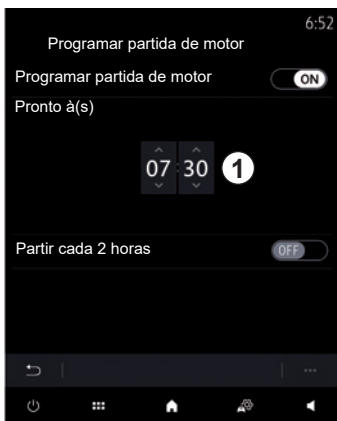 6:52
Programar partida de motor
Programar partida de motor ON
Pronto à(s)
07:30 1
Partir cada 2 horas OFF